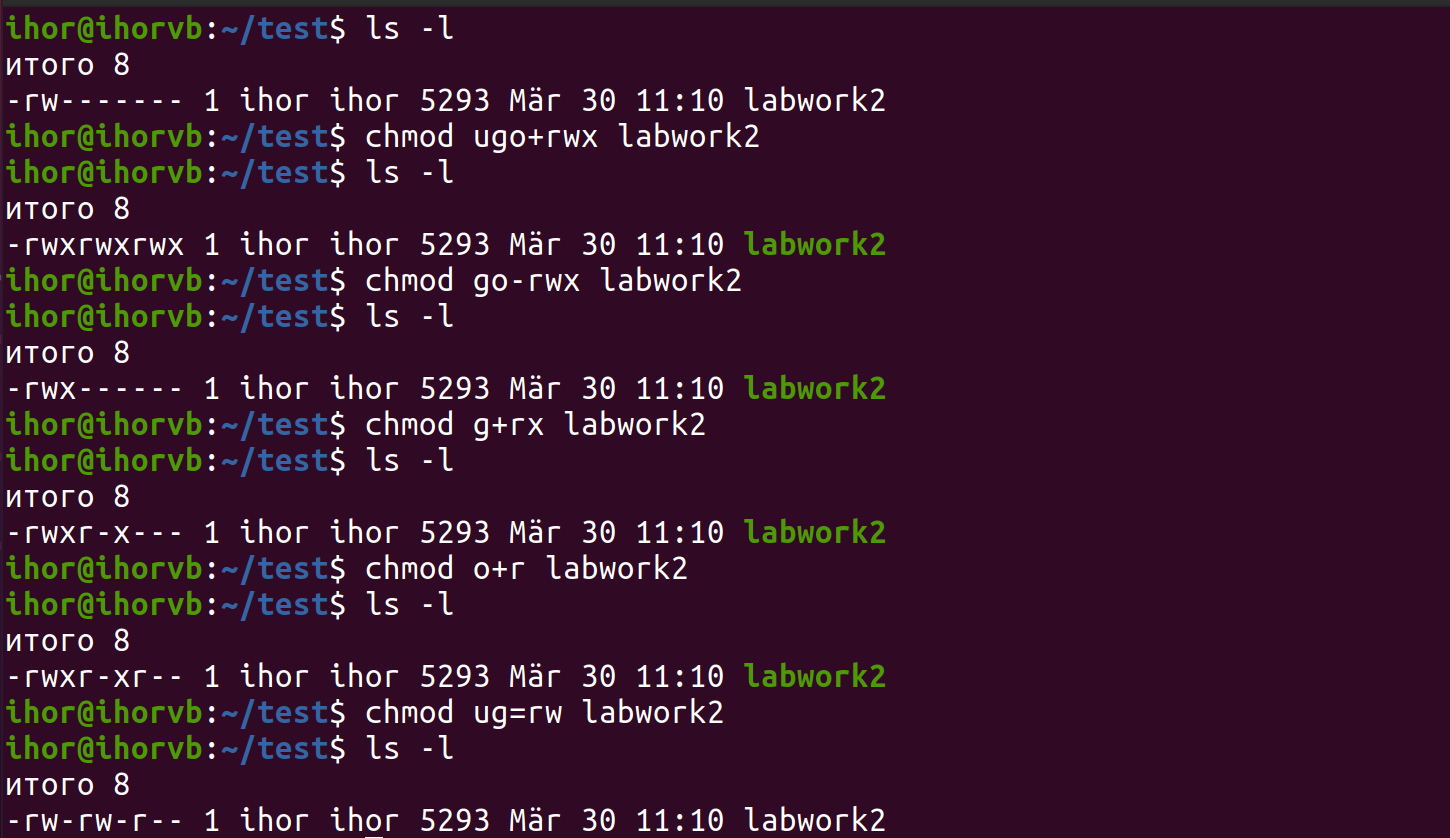 ihor@ihorvb:~/test$ ls -l
итого 8
-rw------- 1 ihor ihor 5293 Mär 30 11:10 labwork2
ihor@ihorvb:~/test$ chmod ugo+rwx labwork2
ihor@ihorvb:~/test$ ls -l
итого 8
-rwxrwxrwx 1 ihor ihor 5293 Mär 30 11:10 labwork2
ihor@ihorvb:~/test$ chmod go-rwx labwork2
ihor@ihorvb:~/test$ ls -l
итого 8
-rwx------ 1 ihor ihor 5293 Mär 30 11:10 labwork2
ihor@ihorvb:~/test$ chmod g+rx labwork2
ihor@ihorvb:~/test$ ls -l
итого 8
-rwxr-x--- 1 ihor ihor 5293 Mär 30 11:10 labwork2
ihor@ihorvb:~/test$ chmod o+r labwork2
ihor@ihorvb:~/test$ ls -l
итого 8
-rwxr-xr-- 1 ihor ihor 5293 Mär 30 11:10 labwork2
ihor@ihorvb:~/test$ chmod ug=rw labwork2
ihor@ihorvb:~/test$ ls -l
итого 8
-rw-rw-r-- 1 ihor ihor 5293 Mär 30 11:10 labwork2